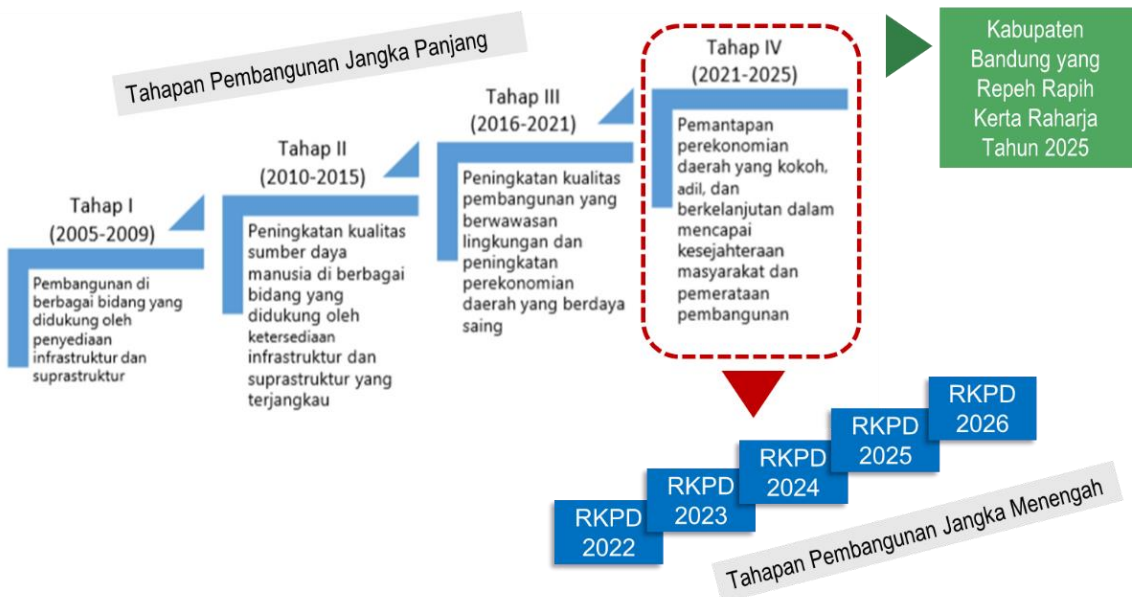 Tahapan Pembangunan Jangka Panjang
Tahap I
(2005-2009)
Pembangunan di
berbagai bidang yang
didukung oleh
penyediaan
infrastruktur dan
suprastruktur
Tahap II
(2010-2015)
Peningkatan kualitas
sumber daya
manusia di berbagai
bidang yang
didukung oleh
ketersediaan
infrastruktur dan
suprastruktur yang
terjangkau
Tahap III
(2016-2021)
Peningkatan kualitas
pembangunan yang
berwawasan
lingkungan dan
peningkatan
perekonomian
daerah yang berdaya
saing
Tahap IV
(2021-2025)
Pemantapan
perekonomian
daerah yang kokoh,
adil, dan
berkelanjutan dalam
mencapai
kesejahteraan
masyarakat dan
pemerataan
pembangunan
Kabupaten
Bandung yang
Repeh Rapih
Kerta Raharja
Tahun 2025
RKPD
2022
RKPD
2023
RKPD
2024
RKPD
2025
RKPD
2026
Tahapan Pembangunan Jangka Menengah